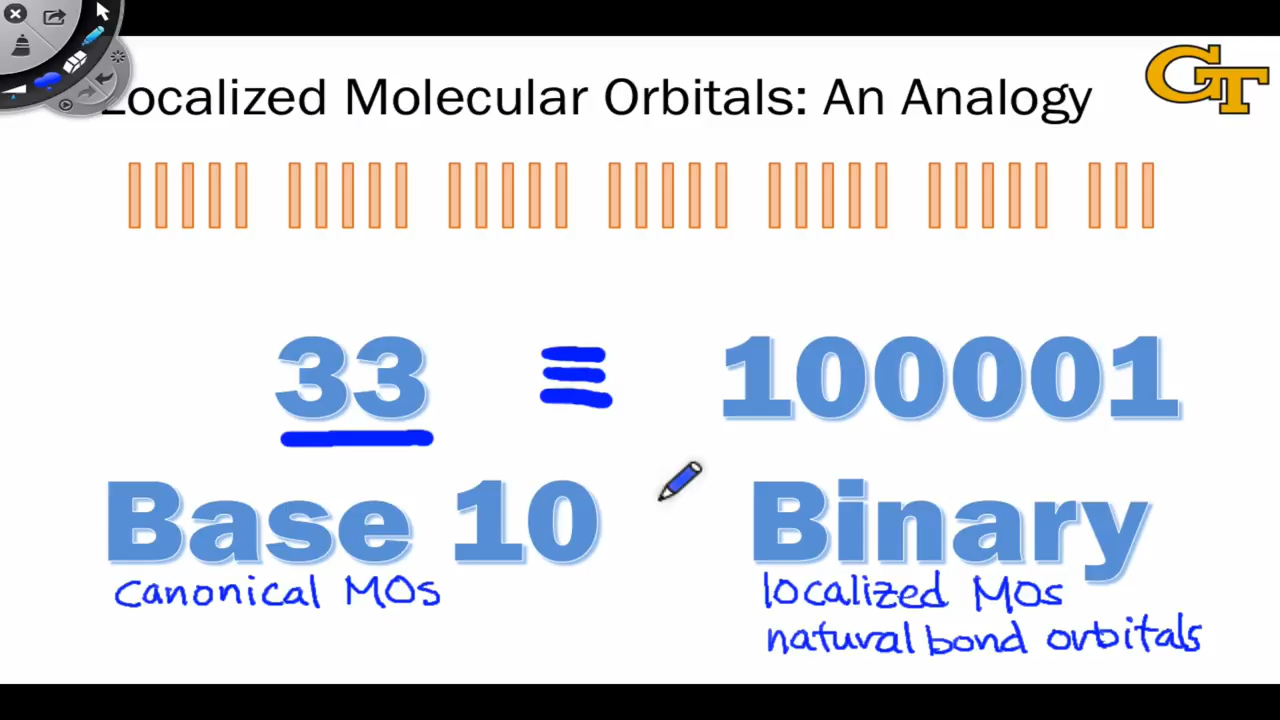 Localized Molecular Orbitals: An Analogy
GT
33 ≡ 100001
Base 10 Binary
canonical MOs localized MOs
natural bond orbitals